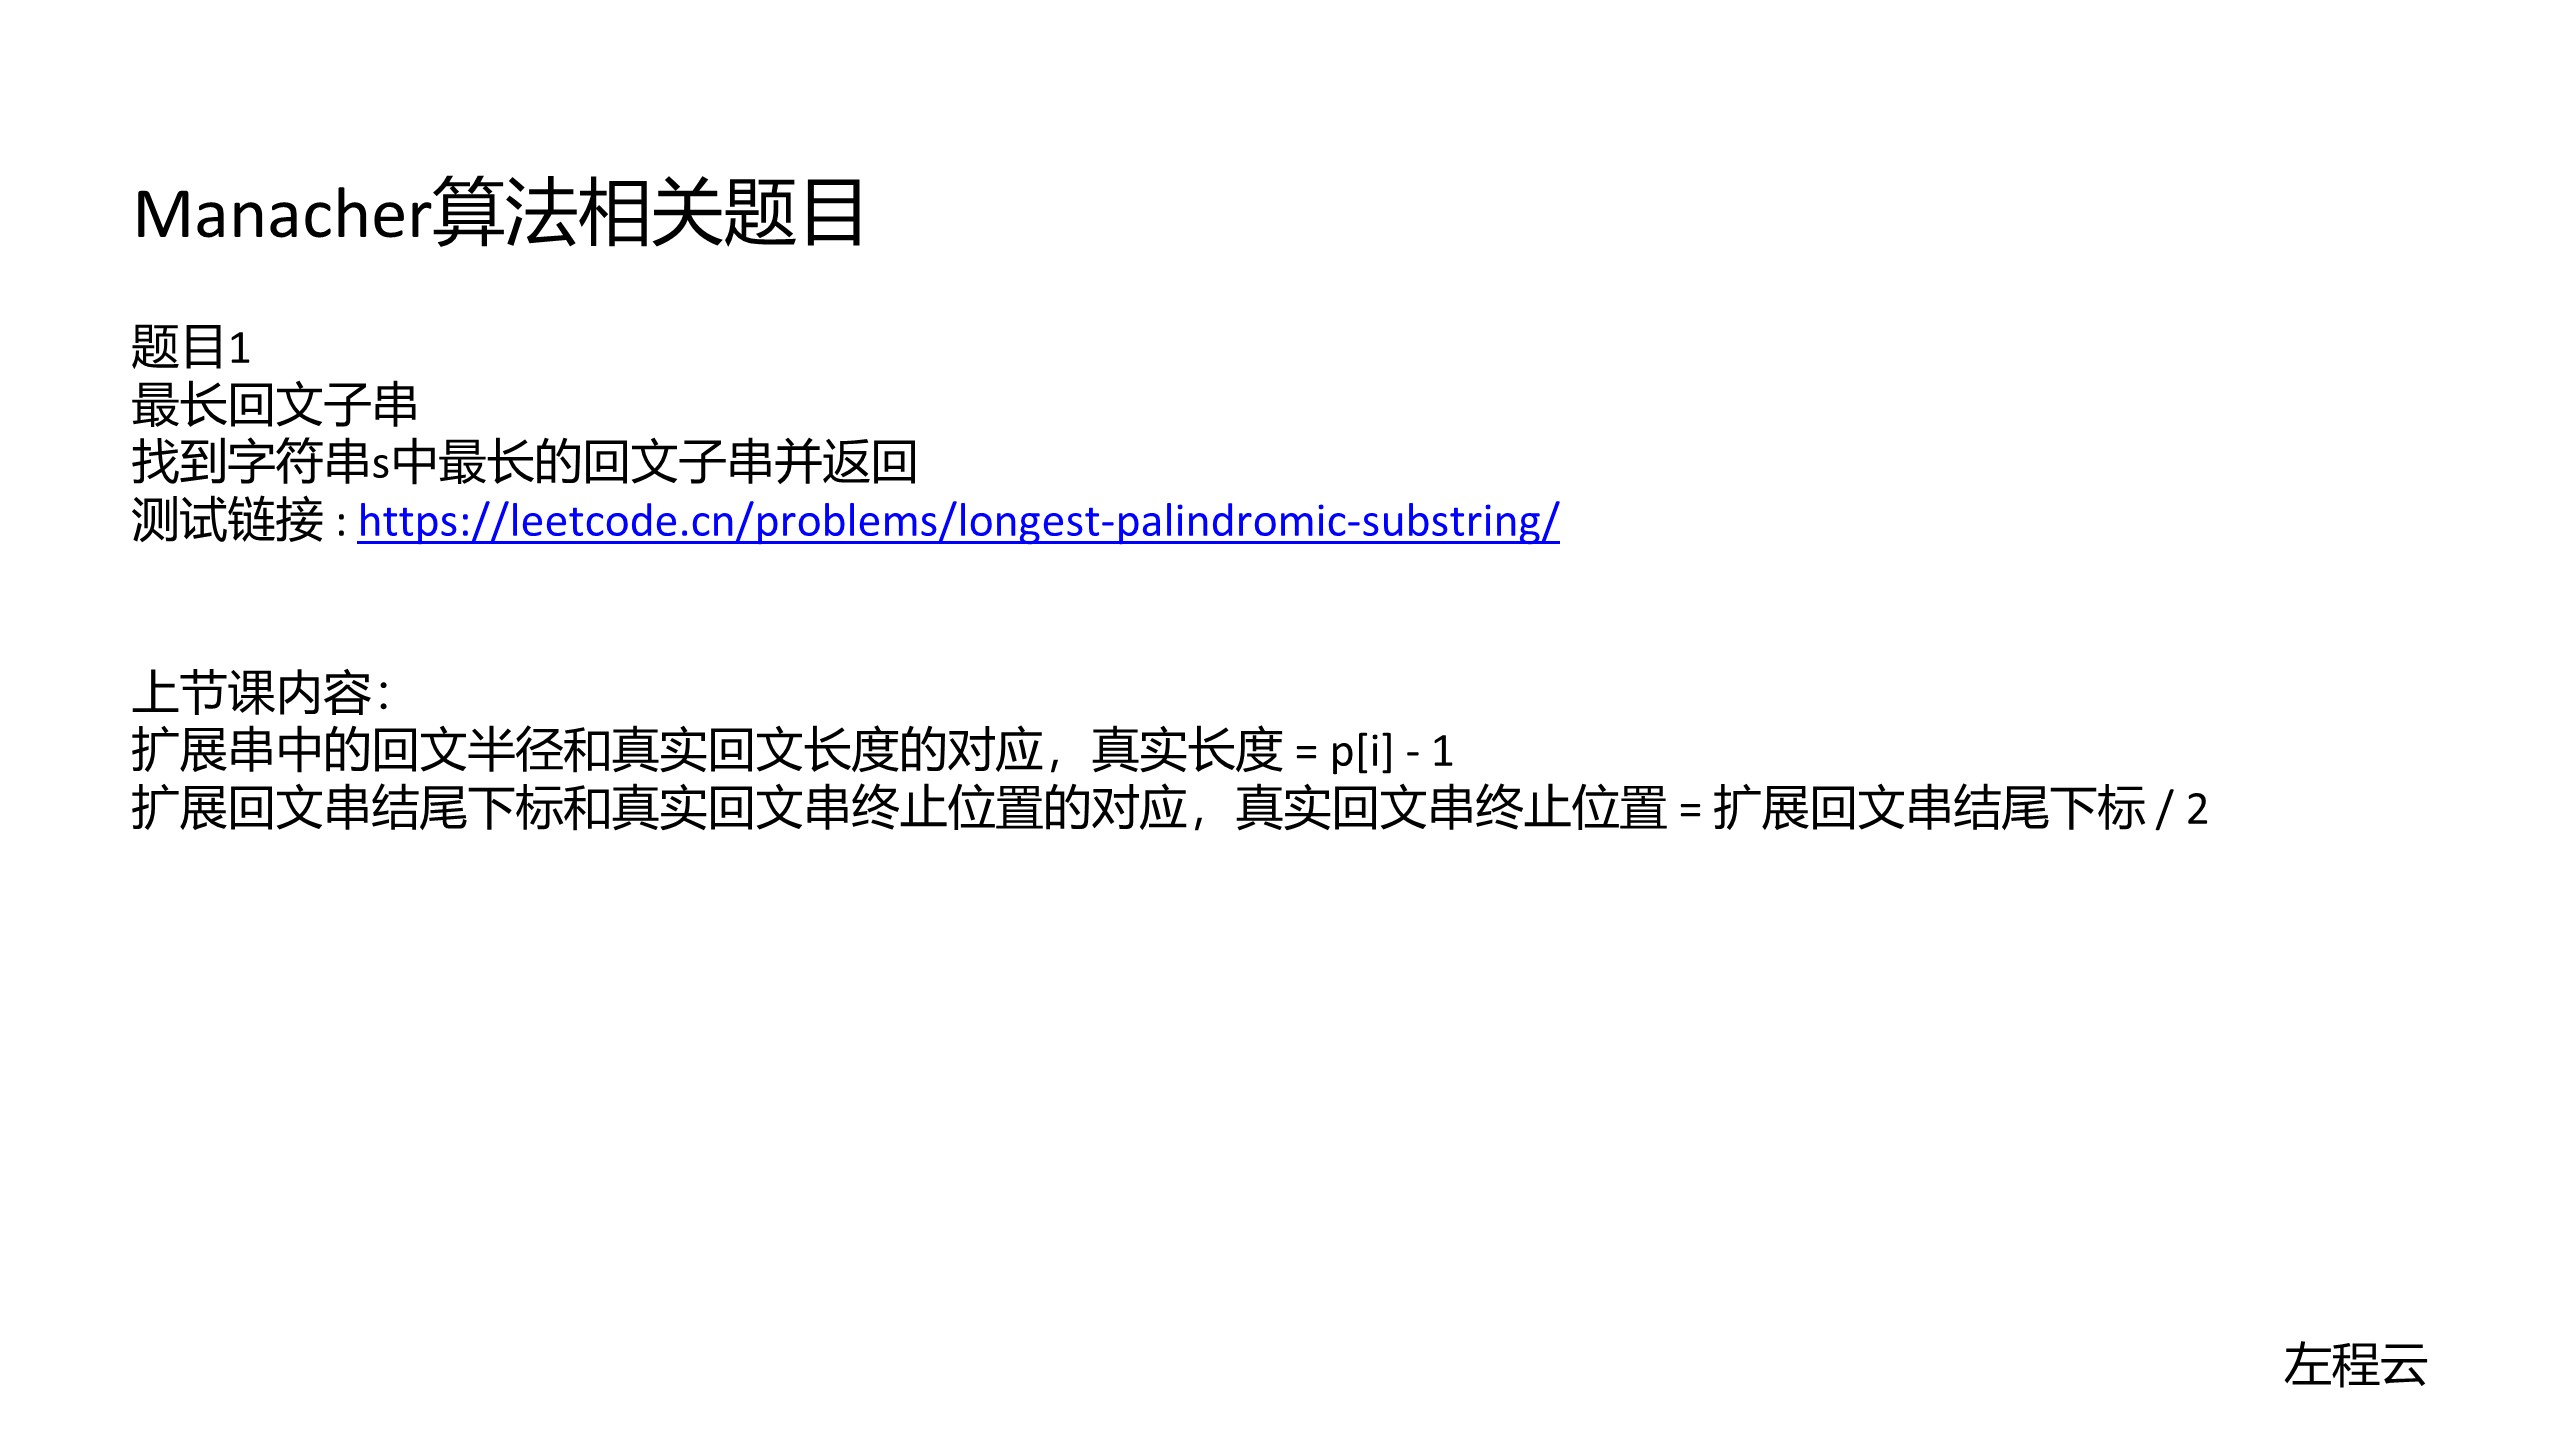 Manacher算法相关题目
题目1
最长回文子串
找到字符串s中最长的回文子串并返回
测试链接 : https://leetcode.cn/problems/longest-palindromic-substring/
上节课内容：
扩展串中的回文半径和真实回文长度的对应，真实长度 = p[i] - 1
扩展回文串结尾下标和真实回文串终止位置的对应，真实回文串终止位置 = 扩展回文串结尾下标 / 2
左程云